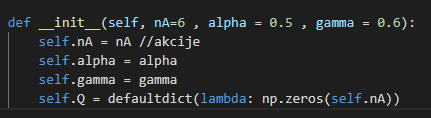 def __init__(self, nA=6 , alpha = 0.5 , gamma = 0.6):
    self.nA = nA //akcije
    self.alpha = alpha
    self.gamma = gamma
    self.Q = defaultdict(lambda: np.zeros(self.nA))